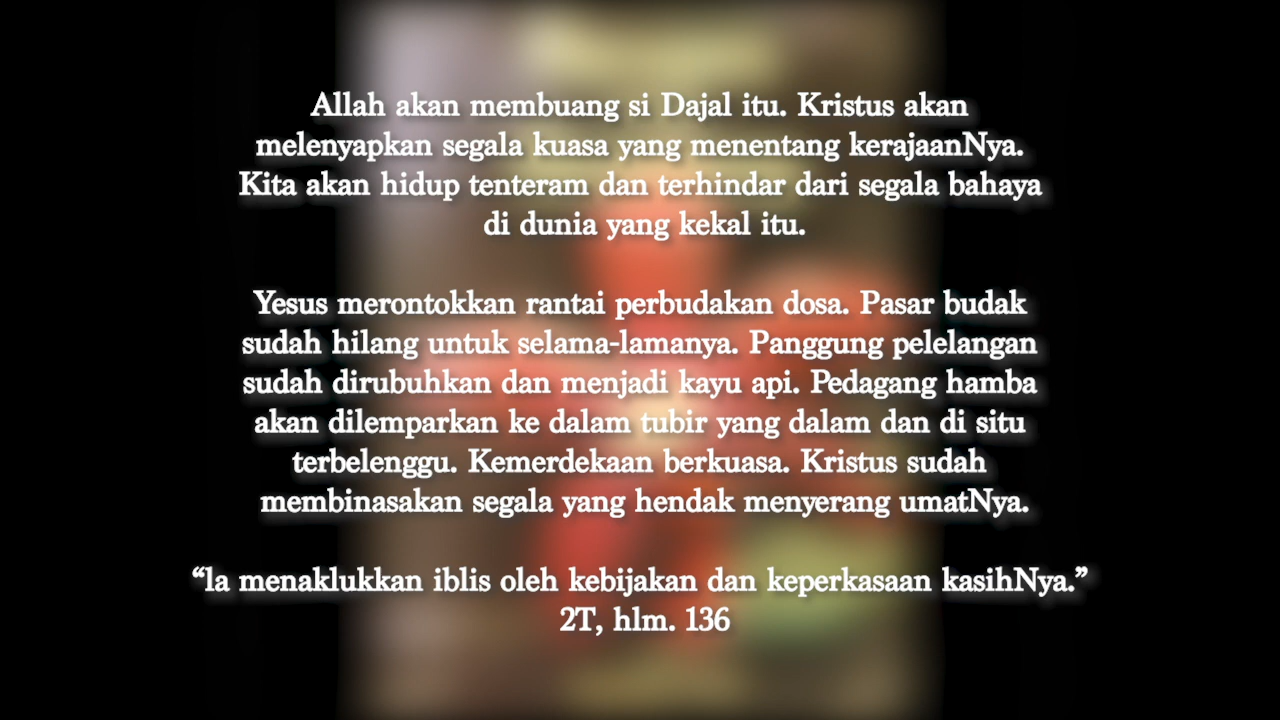 Allah akan membuang si Dajal itu. Kristus akan
melenyapkan segala kuasa yang menentang kerajaanNya.
Kita akan hidup tenteram dan terhindar dari segala bahaya
di dunia yang kekal itu.
Yesus merontokkan rantai perbudakan dosa. Pasar budak
sudah hilang untuk selama-lamanya. Panggung pelelangan
sudah dirubuhkan dan menjadi kayu api. Pedagang hamba
akan dilemparkan ke dalam tubir yang dalam dan di situ
terbelenggu. Kemerdekaan berkuasa. Kristus sudah
membinasakan segala yang hendak menyerang umatNya.
“la menaklukkan iblis oleh kebijakan dan keperkasaan kasihNya.”
2T, hlm. 136